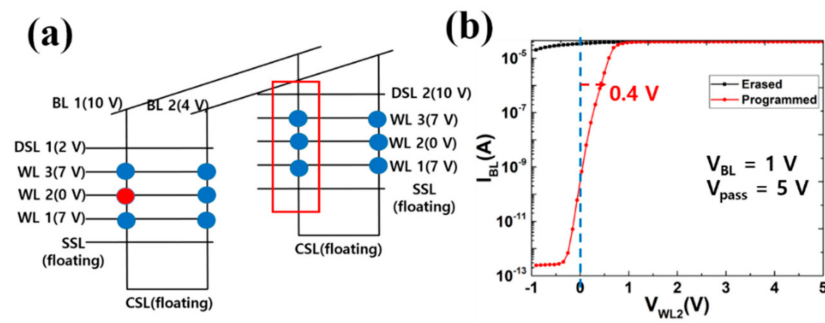 (a)
BL 1(10 V)
BL 2(4 V)
DSL 1(2 V)
WL 3(7 V)
WL 2(0 V)
WL 1(7 V)
SSL
(floating)
CSL(floating)
DSL 2(10 V)
WL 3(7 V)
WL 2(0 V)
WL 1(7 V)
SSL
(floating)
CSL(floating)
(b)
I_BL(A)
10⁻⁵
10⁻⁷
10⁻⁹
10⁻¹¹
10⁻¹³
Erased
Programmed
0.4 V
V_BL = 1 V
V_pass = 5 V
-1 0 1 2 3 4 5
V_WL2(V)